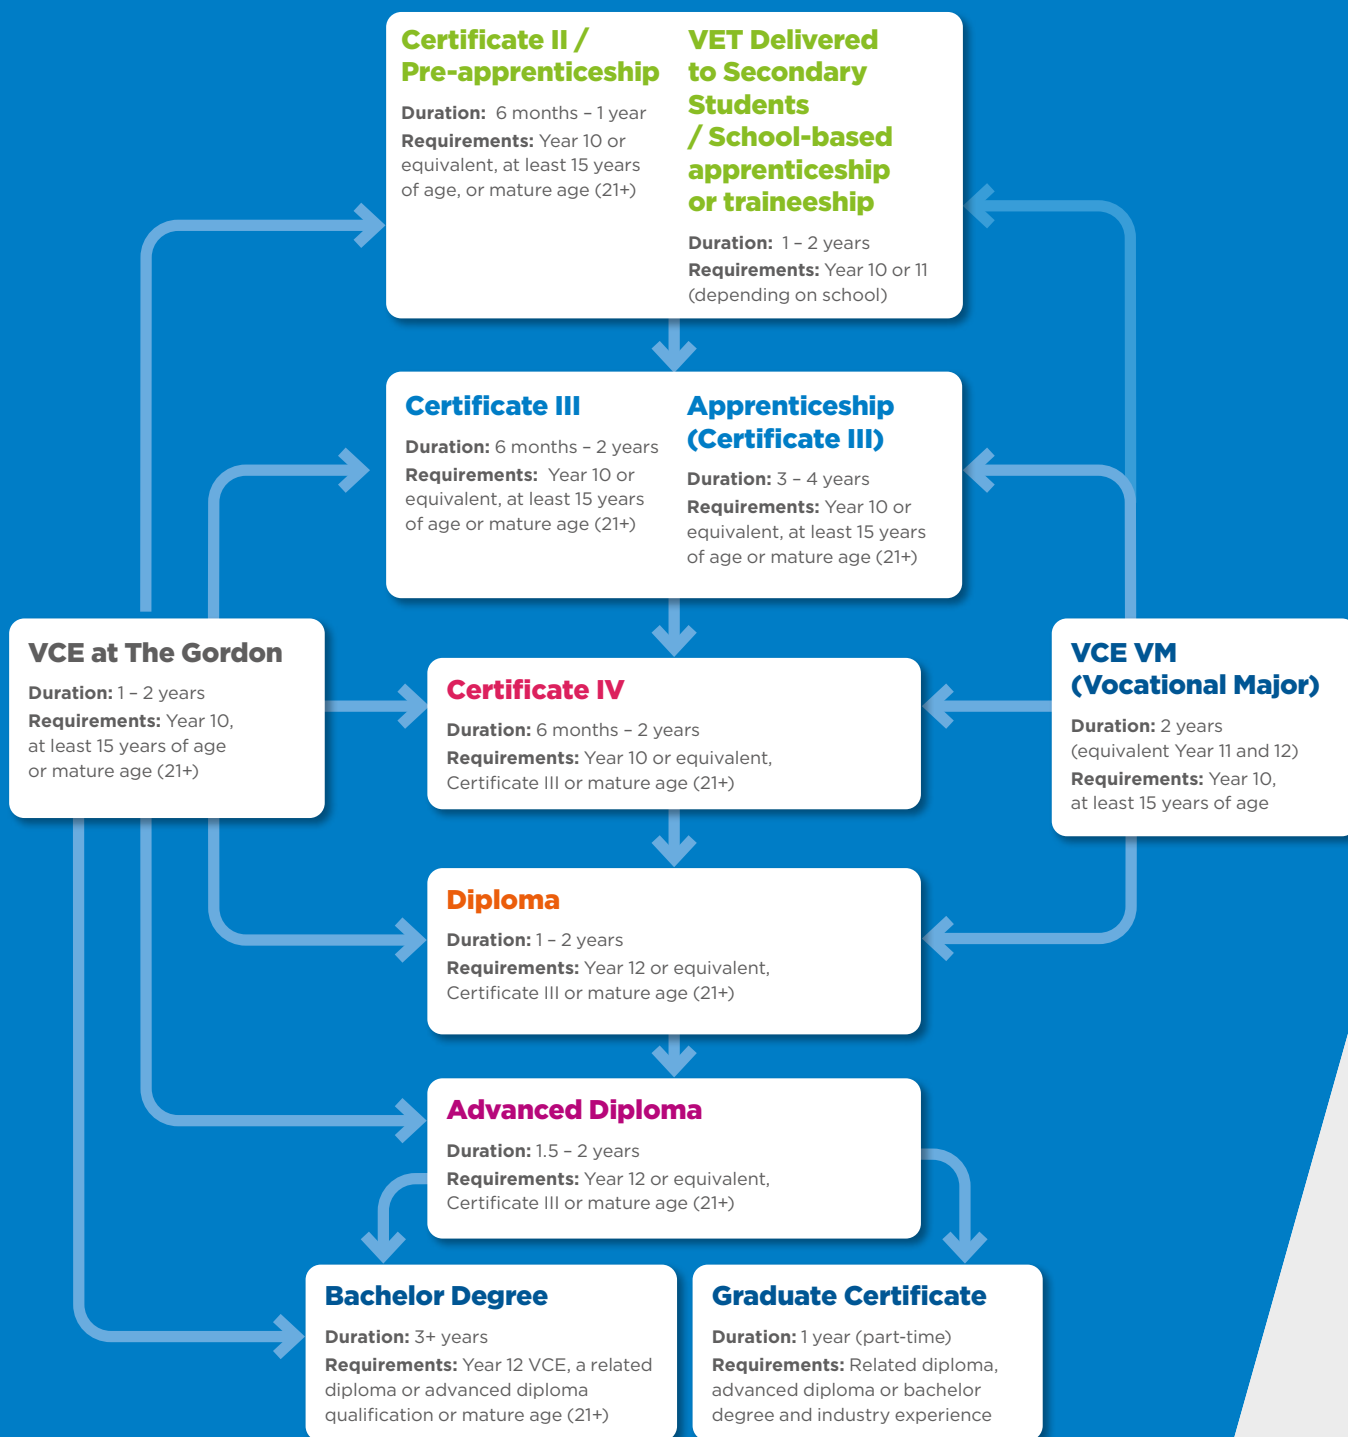 Certificate II /
Pre-apprenticeship
Duration: 6 months – 1 year
Requirements: Year 10 or
equivalent, at least 15 years
of age, or mature age (21+)
VET Delivered
to Secondary
Students
/ School-based
apprenticeship
or traineeship
Duration: 1 – 2 years
Requirements: Year 10 or 11
(depending on school)
Certificate III
Duration: 6 months – 2 years
Requirements: Year 10 or
equivalent, at least 15 years
of age or mature age (21+)
Apprenticeship
(Certificate III)
Duration: 3 – 4 years
Requirements: Year 10 or
equivalent, at least 15 years
of age or mature age (21+)
VCE at The Gordon
Duration: 1 – 2 years
Requirements: Year 10,
at least 15 years of age
or mature age (21+)
Certificate IV
Duration: 6 months – 2 years
Requirements: Year 10 or equivalent,
Certificate III or mature age (21+)
VCE VM
(Vocational Major)
Duration: 2 years
(equivalent Year 11 and 12)
Requirements: Year 10,
at least 15 years of age
Diploma
Duration: 1 – 2 years
Requirements: Year 12 or equivalent,
Certificate III or mature age (21+)
Advanced Diploma
Duration: 1.5 – 2 years
Requirements: Year 12 or equivalent,
Certificate III or mature age (21+)
Bachelor Degree
Duration: 3+ years
Requirements: Year 12 VCE, a related
diploma or advanced diploma
qualification or mature age (21+)
Graduate Certificate
Duration: 1 year (part-time)
Requirements: Related diploma,
advanced diploma or bachelor
degree and industry experience